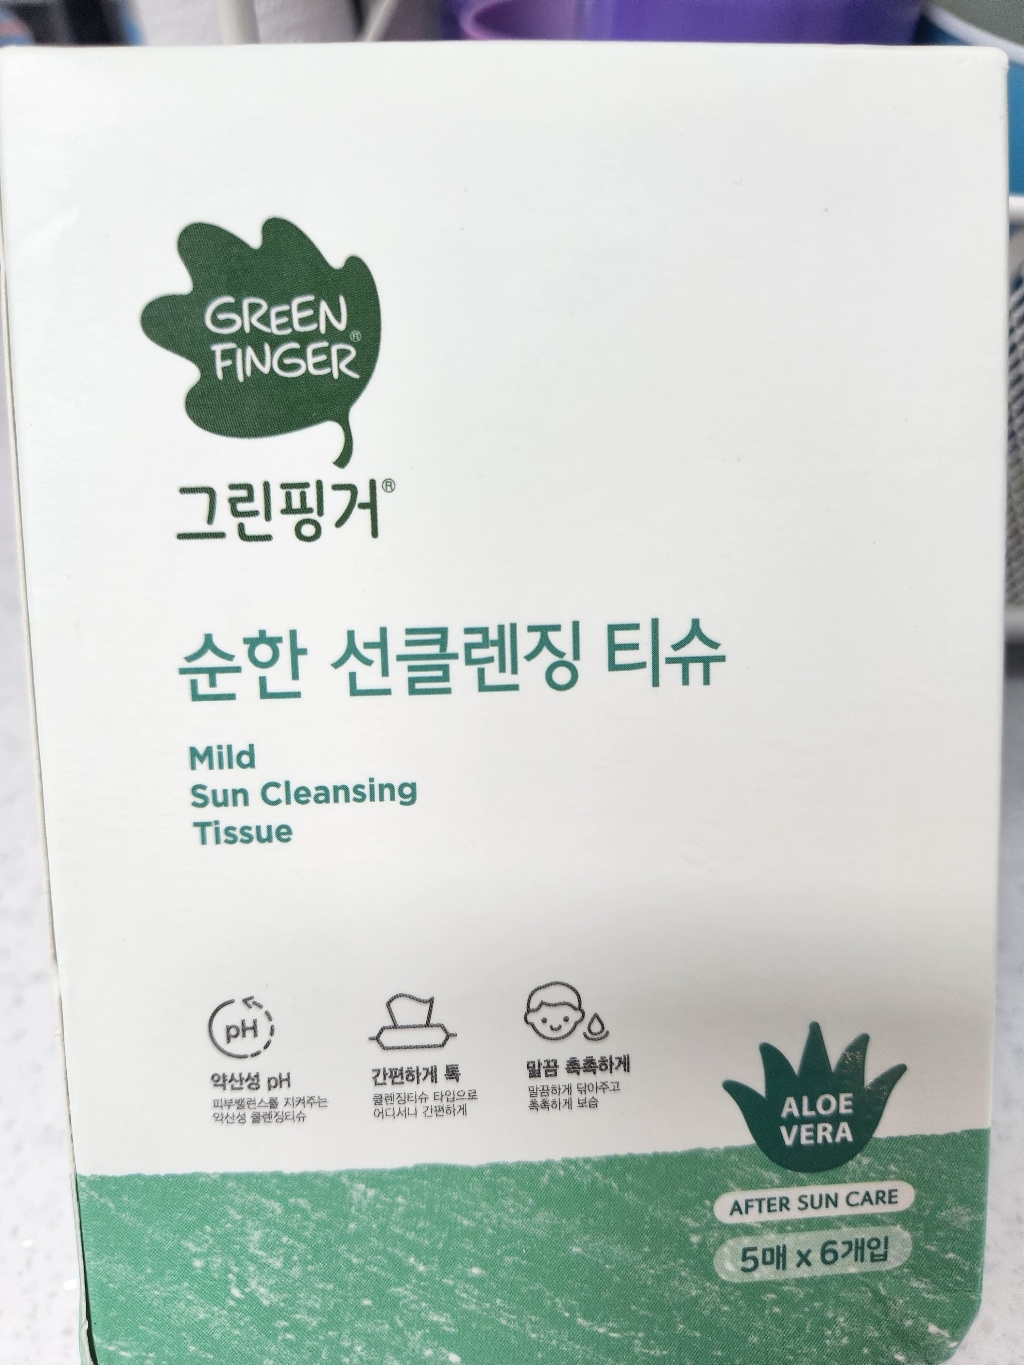 GREEN
FINGER®
그린핑거®
순한 선클렌징 티슈
Mild
Sun Cleansing
Tissue
pH
약산성 pH
피부밸런스를 지켜주는
약산성 클렌징티슈
간편하게 톡
클렌징티슈 타입으로
어디서나 간편하게
말끔 촉촉하게
말끔하게 닦아주고
촉촉하게 보습
ALOE
VERA
AFTER SUN CARE
5매 x 6개입